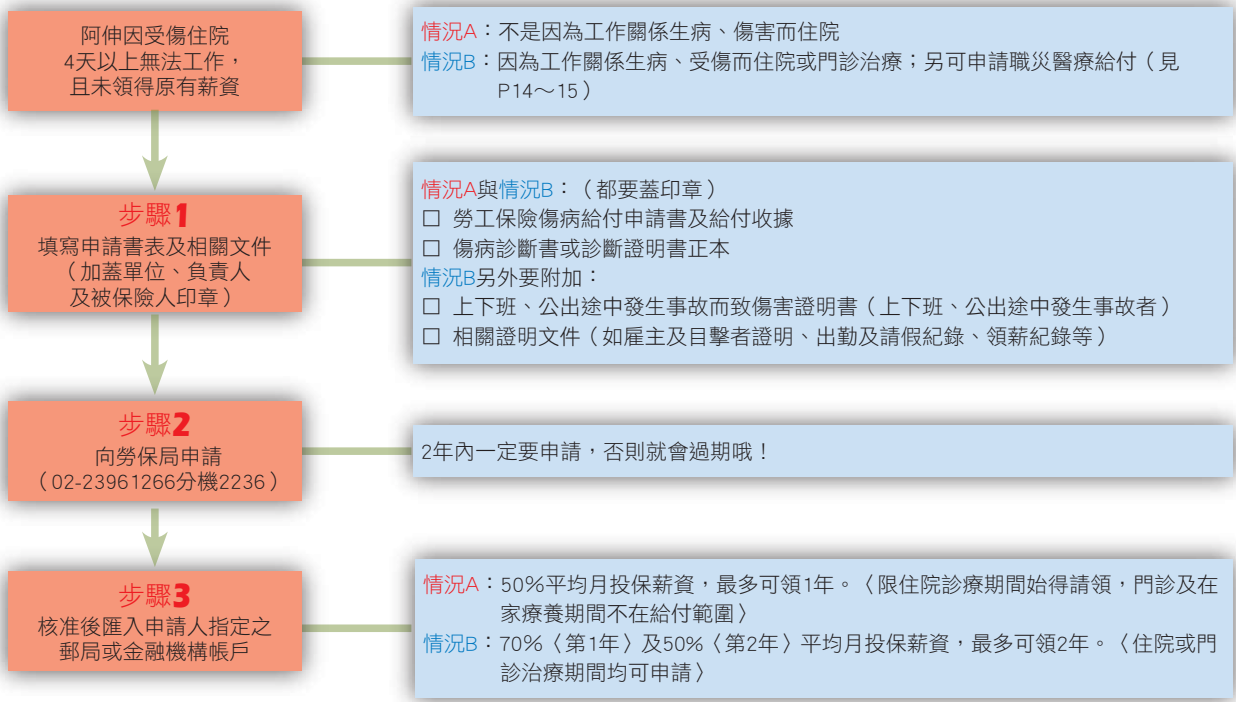 阿伸因受傷住院
4天以上無法工作，
且未領得原有薪資
情況A：不是因為工作關係生病、傷害而住院
情況B：因為工作關係生病、受傷而住院或門診治療；另可申請職災醫療給付（見
P14～15）
步驟1
填寫申請書表及相關文件
（加蓋單位、負責人
及被保險人印章）
情況A與情況B：（都要蓋印章）
□ 勞工保險傷病給付申請書及給付收據
□ 傷病診斷書或診斷證明書正本
情況B另外要附加：
□ 上下班、公出途中發生事故而致傷害證明書（上下班、公出途中發生事故者）
□ 相關證明文件（如雇主及目擊者證明、出勤及請假紀錄、領薪紀錄等）
步驟2
向勞保局申請
（02-23961266分機2236）
2年內一定要申請，否則就會過期哦！
步驟3
核准後匯入申請人指定之
郵局或金融機構帳戶
情況A：50%平均月投保薪資，最多可領1年。〈限住院診療期間始得請領，門診及在
家療養期間不在給付範圍〉
情況B：70%〈第1年〉及50%〈第2年〉平均月投保薪資，最多可領2年。〈住院或門
診治療期間均可申請〉